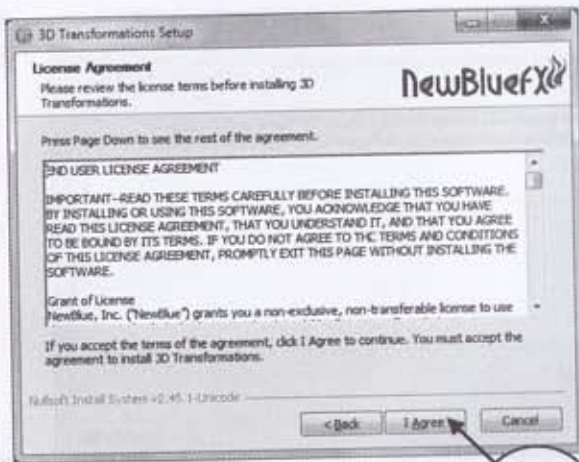 3D Transformations Setup
License Agreement
Please review the license terms before installing 3D
Transformations.
NewBlueFX
Press Page Down to see the rest of the agreement.
END USER LICENSE AGREEMENT
IMPORTANT--READ THESE TERMS CAREFULLY BEFORE INSTALLING THIS SOFTWARE.
BY INSTALLING OR USING THIS SOFTWARE, YOU ACKNOWLEDGE THAT YOU HAVE
READ THIS LICENSE AGREEMENT, THAT YOU UNDERSTAND IT, AND THAT YOU AGREE
TO BE BOUND BY ITS TERMS. IF YOU DO NOT AGREE TO THE TERMS AND CONDITIONS
OF THIS LICENSE AGREEMENT, PROMPTLY EXIT THIS PAGE WITHOUT INSTALLING THE
SOFTWARE.
Grant of License
NewBlue, Inc. ("NewBlue") grants you a non-exclusive, non-transferable license to use
If you accept the terms of the agreement, click I Agree to continue. You must accept the
agreement to install 3D Transformations.
Nullsoft Install System v2.45.1-Unicode
< Back
I Agree
Cancel